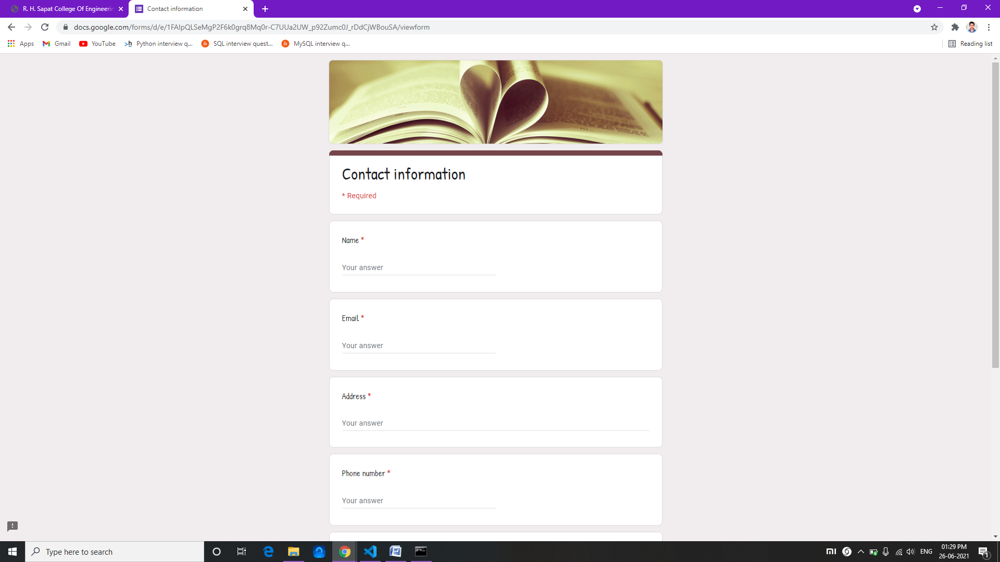 R. H. Sapat College Of Engineerin
Contact information
docs.google.com/forms/d/e/1FAIpQLSeMgP2F6k0grq8Mq0r-C7UUa2UW_p92Zumc0J_rDdCjWBouSA/viewform
Apps
Gmail
YouTube
Python interview q...
SQL interview quest...
MySQL interview q...
Reading list
Contact information
* Required
Name *
Your answer
Email *
Your answer
Address *
Your answer
Phone number *
Your answer
Type here to search
ENG
01:29 PM
26-06-2021
1